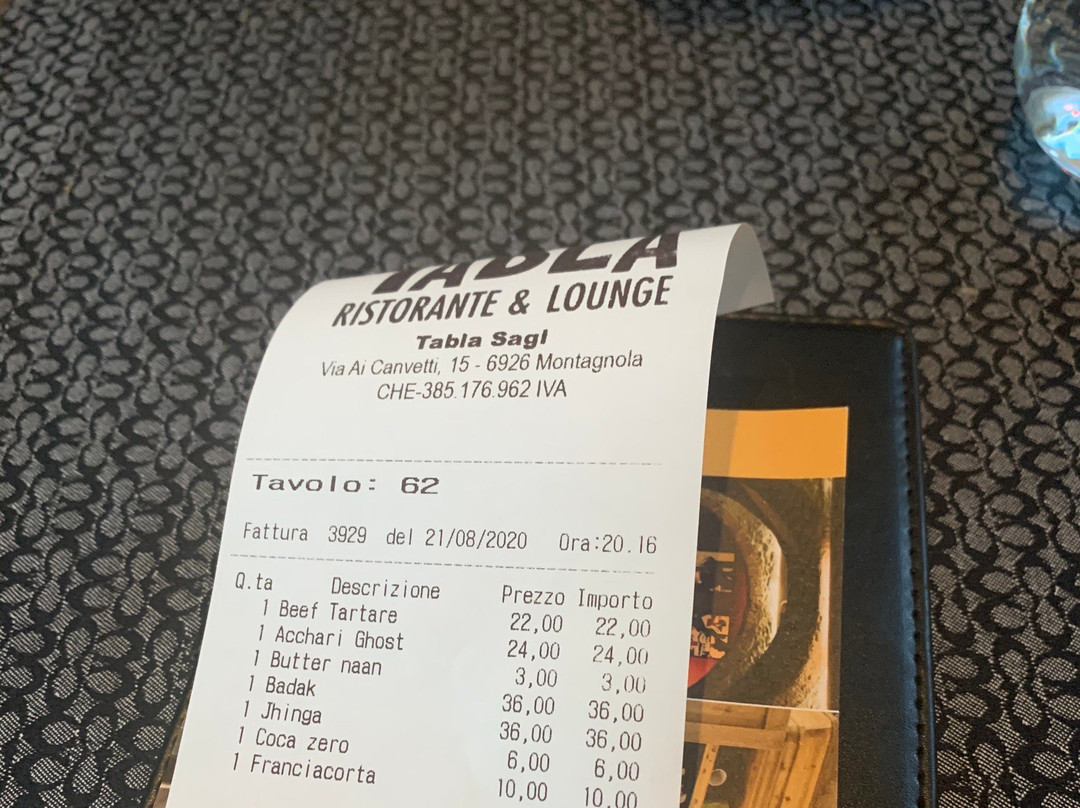 TABLA
RISTORANTE & LOUNGE
Tabla Sagl
Via Ai Canvetti, 15 - 6926 Montagnola
CHE-385.176.962 IVA
Tavolo: 62
Fattura 3929 del 21/08/2020 Ora:20.16
Q.ta Descrizione Prezzo Importo
1 Beef Tartare 22,00 22,00
1 Acchari Ghost 24,00 24,00
1 Butter naan 3,00 3,00
1 Badak 36,00 36,00
1 Jhinga 36,00 36,00
1 Coca zero 6,00 6,00
1 Franciacorta 10,00 10,00